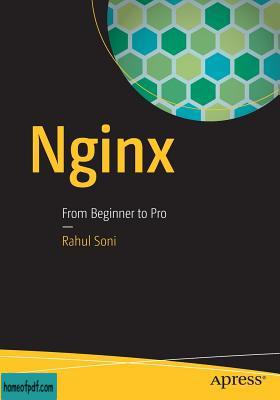 Nginx
From Beginner to Pro
Rahul Soni
Apress®
homeofpdf.com